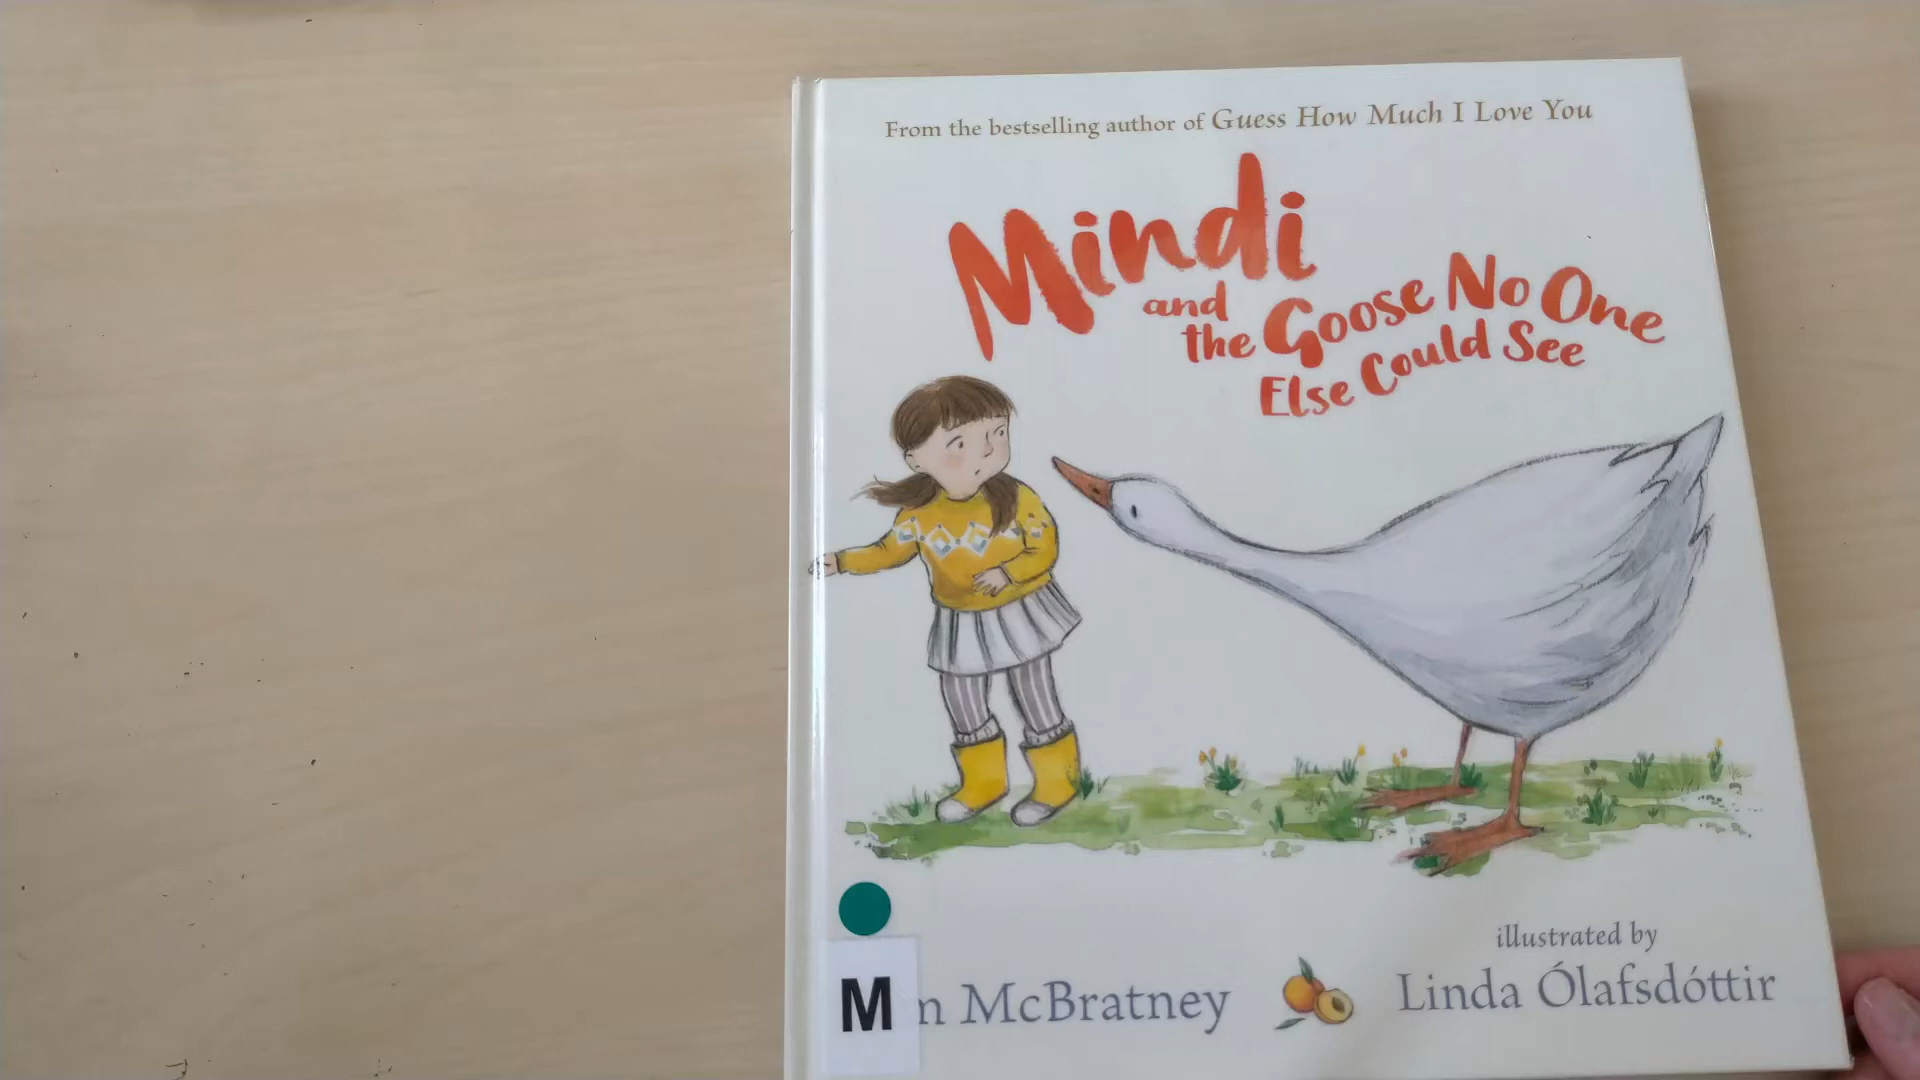 From the bestselling author of Guess How Much I Love You
Mindi
and
the Goose No One
Else Could See
illustrated by
M
McBratney
Linda Ólafsdóttir